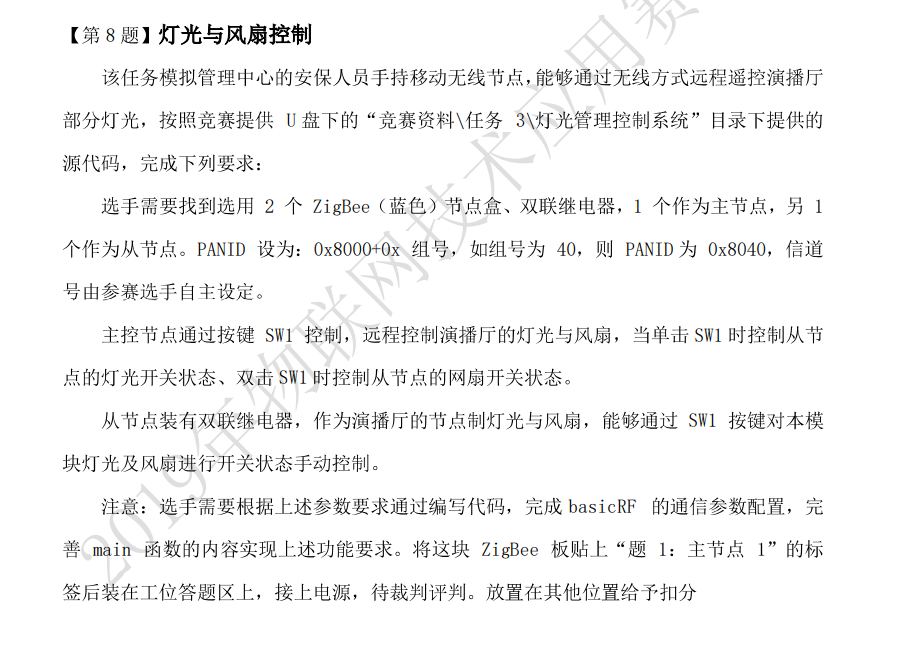 【第 8 题】灯光与风扇控制
该任务模拟管理中心的安保人员手持移动无线节点,能够通过无线方式远程遥控演播厅
部分灯光，按照竞赛提供 U 盘下的“竞赛资料\任务 3\灯光管理控制系统”目录下提供的
源代码，完成下列要求：
选手需要找到选用 2 个 ZigBee（蓝色）节点盒、双联继电器，1 个作为主节点，另 1
个作为从节点。PANID 设为：0x8000+0x 组号，如组号为 40，则 PANID为 0x8040，信道
号由参赛选手自主设定。
主控节点通过按键 SW1 控制，远程控制演播厅的灯光与风扇，当单击SW1时控制从节
点的灯光开关状态、双击SW1时控制从节点的网扇开关状态。
从节点装有双联继电器，作为演播厅的节点制灯光与风扇，能够通过 SW1 按键对本模
块灯光及风扇进行开关状态手动控制。
注意：选手需要根据上述参数要求通过编写代码，完成basicRF 的通信参数配置，完
善 main 函数的内容实现上述功能要求。将这块 ZigBee 板贴上“题 1：主节点 1”的标
签后装在工位答题区上，接上电源，待裁判评判。放置在其他位置给予扣分
2019年物联网技术应用赛